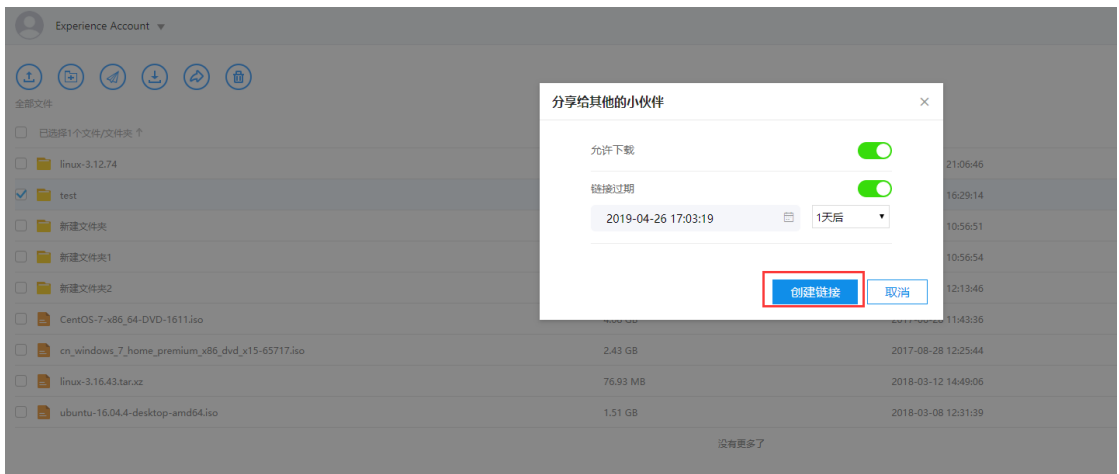 Experience Account
全部文件
已选择1个文件/文件夹
linux-3.12.74
21:06:46
test
16:29:14
新建文件夹
10:56:51
新建文件夹1
10:56:54
新建文件夹2
12:13:46
CentOS-7-x86_64-DVD-1611.iso
11:43:36
cn_windows_7_home_premium_x86_dvd_x15-65717.iso
2.43 GB
2017-08-28 12:25:44
linux-3.16.43.tar.xz
76.93 MB
2018-03-12 14:49:06
ubuntu-16.04.4-desktop-amd64.iso
1.51 GB
2018-03-08 12:31:39
没有更多了
分享给其他的小伙伴
允许下载
链接过期
2019-04-26 17:03:19
1天后
创建链接
取消